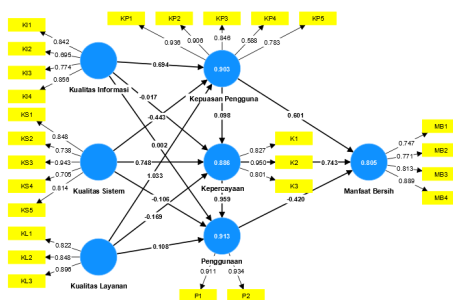 KP1
KP2
KP3
KP4
KP5
0.936
0.906
0.846
0.588
0.783
KI1
KI2
KI3
KI4
0.842
0.695
0.774
0.856
Kualitas Informasi
0.694
-0.017
0.002
0.903
Kepuasan Pengguna
0.601
0.098
KS1
KS2
KS3
KS4
KS5
0.848
0.738
0.943
0.705
0.814
Kualitas Sistem
-0.443
0.748
-0.106
0.886
Kepercayaan
0.827
0.950
0.801
K1
K2
K3
0.743
0.865
Manfaat Bersih
0.747
0.771
0.813
0.889
MB1
MB2
MB3
MB4
KL1
KL2
KL3
0.822
0.848
0.895
Kualitas Layanan
1.033
-0.169
0.108
0.959
-0.420
0.913
Penggunaan
0.911
0.934
P1
P2